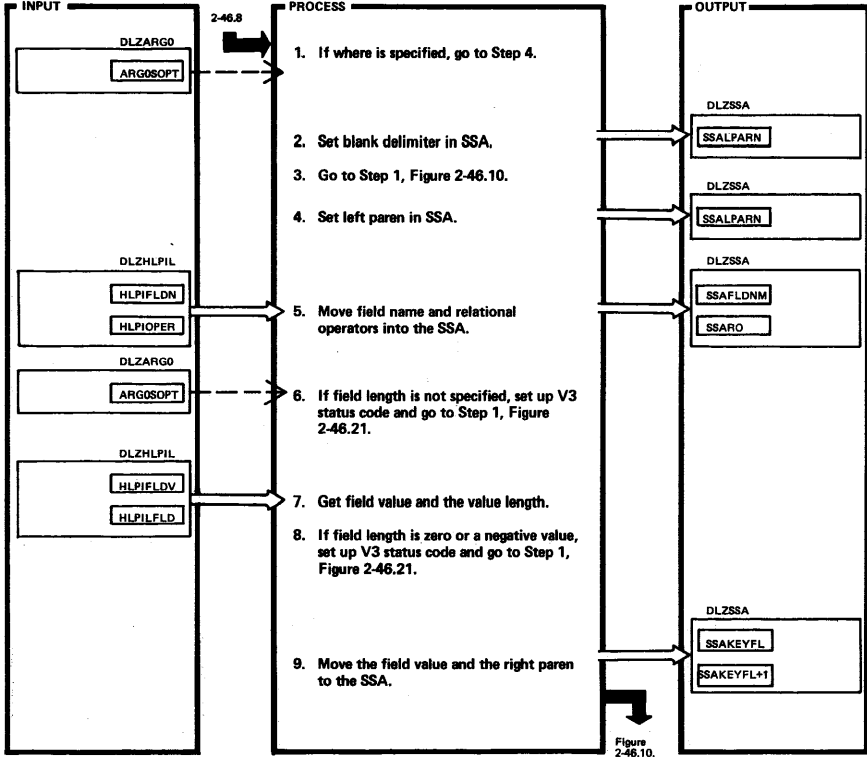 INPUT
PROCESS
OUTPUT
2-46.8
DLZARG0
ARG0SOPT
1. If where is specified, go to Step 4.
DLZSSA
SSALPARN
2. Set blank delimiter in SSA.
3. Go to Step 1, Figure 2-46.10.
DLZSSA
SSALPARN
4. Set left paren in SSA.
DLZHLPIL
HLPIFLDN
HLPIOPER
5. Move field name and relational
operators into the SSA.
DLZSSA
SSAFLDNM
SSARO
DLZARG0
ARG0SOPT
6. If field length is not specified, set up V3
status code and go to Step 1, Figure
2-46.21.
DLZHLPIL
HLPIFLDV
HLPILFLD
7. Get field value and the value length.
8. If field length is zero or a negative value,
set up V3 status code and go to Step 1,
Figure 2-46.21.
DLZSSA
SSAKEYFL
SSAKEYFL+1
9. Move the field value and the right paren
to the SSA.
Figure
2-46.10.